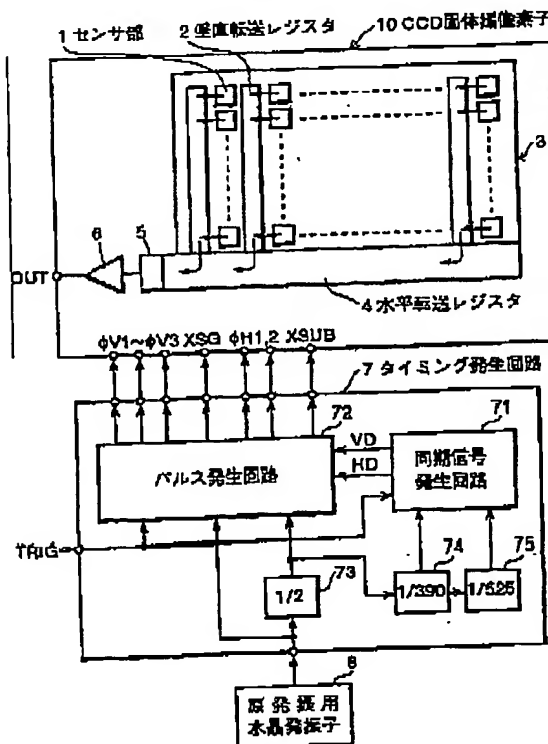 10 CCD固体撮像素子
1 センサ部
2 垂直転送レジスタ
3
6
5
OUT
4 水平転送レジスタ
φV1~φV3 XSG φH1,2 XSUB
7 タイミング発生回路
72
71
パルス発生回路
VD
HD
同期信号
発生回路
TRIG
73
74
75
1/2
1/390
1/525
8
原発振用
水晶発振子